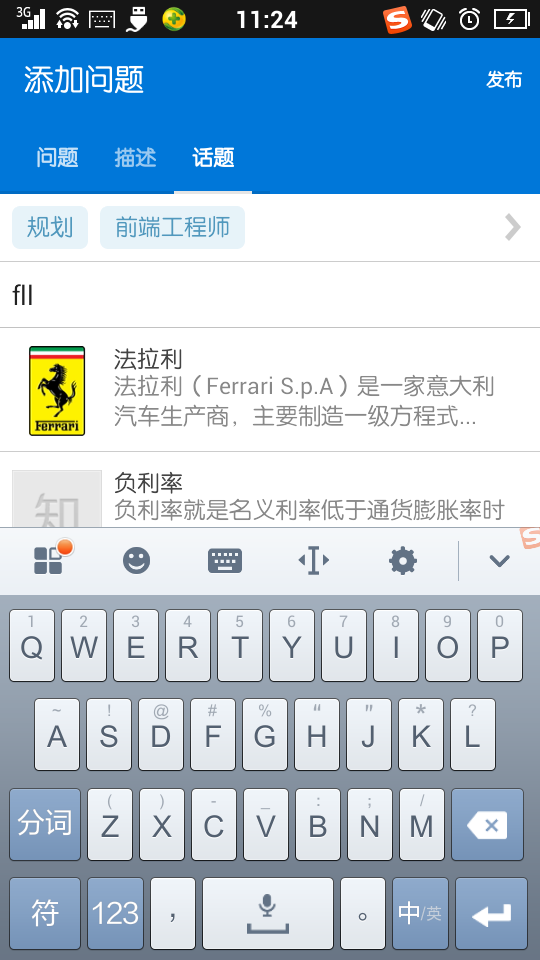 3G 11:24
添加问题 发布
问题 描述 话题
规划 前端工程师
fll
法拉利
法拉利（Ferrari S.p.A）是一家意大利
汽车生产商，主要制造一级方程式...
Ferrari
负利率
知 负利率就是名义利率低于通货膨胀率时
1 2 3 4 5 6 7 8 9 0
Q W E R T Y U I O P
~ ! @ # % “ ” * ?
A S D F G H J K L
( ) - _ : ; /
分词 Z X C V B N M
符 123 ， 。 中/英